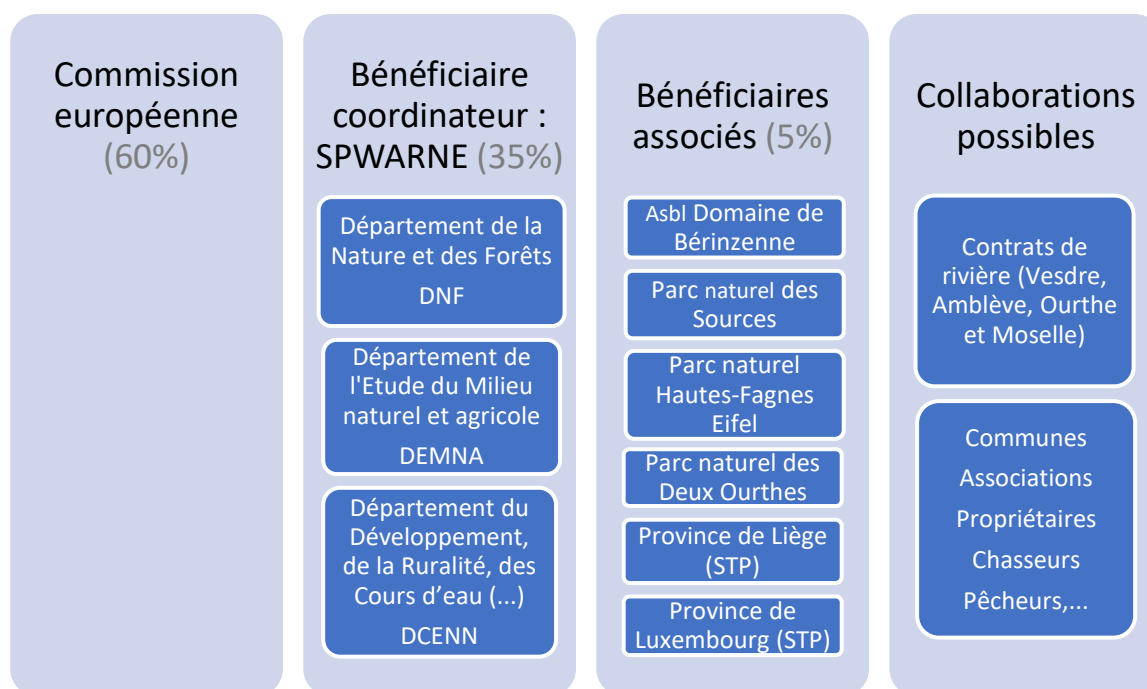 Commission
européenne
(60%)
Bénéficiaire
coordinateur :
SPWARNE (35%)
Département de la
Nature et des Forêts
DNF
Département de
l'Etude du Milieu
naturel et agricole
DEMNA
Département du
Développement,
de la Ruralité, des
Cours d’eau (...)
DCENN
Bénéficiaires
associés (5%)
Asbl Domaine de
Bérinzenne
Parc naturel des
Sources
Parc naturel
Hautes-Fagnes
Eifel
Parc naturel des
Deux Ourthes
Province de Liège
(STP)
Province de
Luxembourg (STP)
Collaborations
possibles
Contrats de
rivière (Vesdre,
Amblève, Ourthe
et Moselle)
Communes
Associations
Propriétaires
Chasseurs
Pêcheurs,...